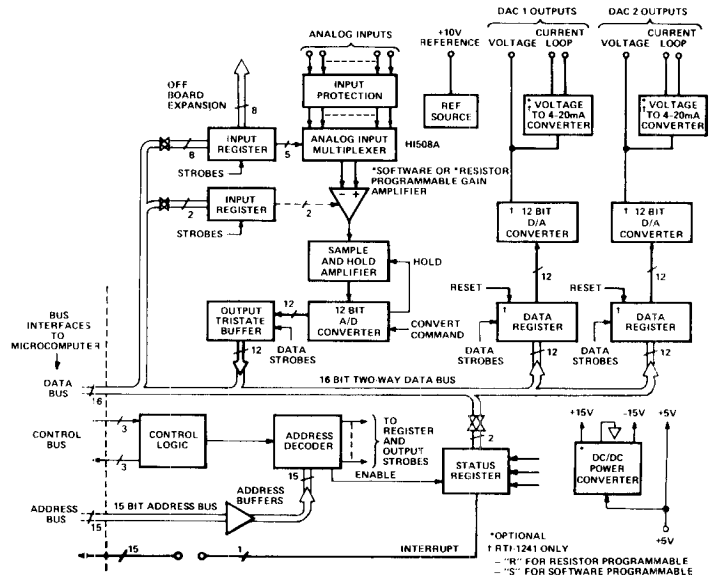 ANALOG INPUTS
+10V
REFERENCE
DAC 1 OUTPUTS
VOLTAGE
CURRENT
LOOP
DAC 2 OUTPUTS
VOLTAGE
CURRENT
LOOP
OFF
BOARD
EXPANSION
8
INPUT
PROTECTION
REF
SOURCE
* VOLTAGE
† TO 4-20mA
CONVERTER
* VOLTAGE
† TO 4-20mA
CONVERTER
8
INPUT
REGISTER
5
ANALOG INPUT
MULTIPLEXER
HI508A
STROBES
*SOFTWARE OR *RESISTOR
PROGRAMMABLE GAIN
AMPLIFIER
2
INPUT
REGISTER
2
- +
STROBES
† 12 BIT
D/A
CONVERTER
† 12 BIT
D/A
CONVERTER
SAMPLE
AND HOLD
AMPLIFIER
HOLD
12
12
OUTPUT
TRISTATE
BUFFER
12
12 BIT
A/D
CONVERTER
CONVERT
COMMAND
DATA
STROBES
12
RESET
† DATA
REGISTER
DATA
STROBES
12
RESET
† DATA
REGISTER
DATA
STROBES
12
BUS
INTERFACES
TO
MICROCOMPUTER
DATA
BUS
16
16 BIT TWO-WAY DATA BUS
CONTROL
BUS
3
3
CONTROL
LOGIC
ADDRESS
DECODER
TO
REGISTER
AND
OUTPUT
STROBES
ENABLE
2
STATUS
REGISTER
+15V
-15V
+5V
* DC/DC
POWER
CONVERTER
+5V
15
ADDRESS
BUFFERS
ADDRESS
BUS
15
15 BIT ADDRESS BUS
15
1
INTERRUPT
*OPTIONAL
† RTI-1241 ONLY
– "R" FOR RESISTOR PROGRAMMABLE
– "S" FOR SOFTWARE PROGRAMMABLE